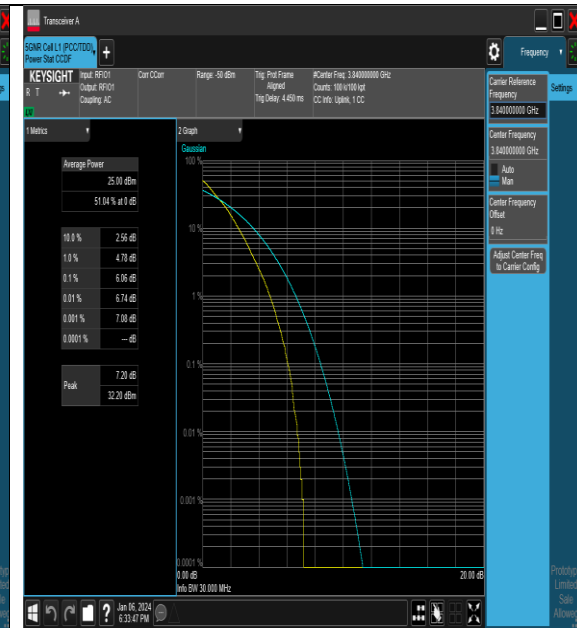 Transceiver A
5GNR Cell L1 (PCC/TDD),
Power Stat CCDF
+
Frequency
KEYSIGHT
R T
LXI
Input: RFIO1
Output: RFIO1
Coupling: AC
Corr CCorr
Range: -50 dBm
Trig: Prot Frame
Aligned
Trig Delay: 4.450 ms
#Center Freq: 3.840000000 GHz
Counts: 100 k/100 kpt
CC Info: Uplink, 1 CC
1 Metrics
Average Power
25.00 dBm
51.04 % at 0 dB
10.0 % 2.56 dB
1.0 % 4.78 dB
0.1 % 6.06 dB
0.01 % 6.74 dB
0.001 % 7.08 dB
0.0001 % --- dB
Peak
7.20 dB
32.20 dBm
2 Graph
Gaussian
100 %
10 %
1 %
0.1 %
0.01 %
0.001 %
0.0001 %
0.00 dB
20.00 dB
Info BW 30.000 MHz
Carrier Reference
Frequency
3.840000000 GHz
Center Frequency
3.840000000 GHz
Auto
Man
Center Frequency
Offset
0 Hz
Adjust Center Freq
to Carrier Config
Settings
?
Jan 06, 2024
6:33:47 PM